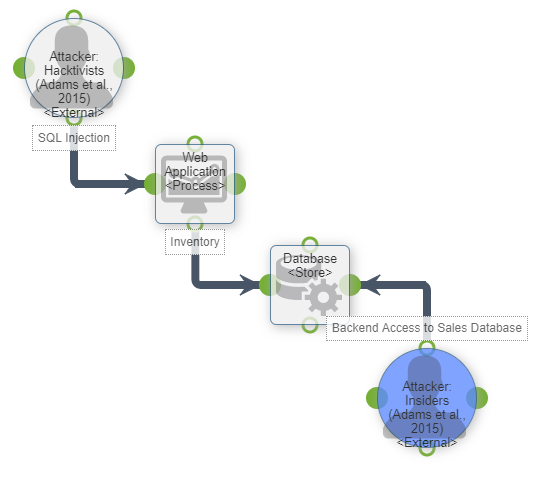 Attacker:
Hacktivists
(Adams et al.,
2015)
<External>
SQL Injection
Web
Application
<Process>
Inventory
Database
<Store>
Backend Access to Sales Database
Attacker:
Insiders
(Adams et al.,
2015)
<External>